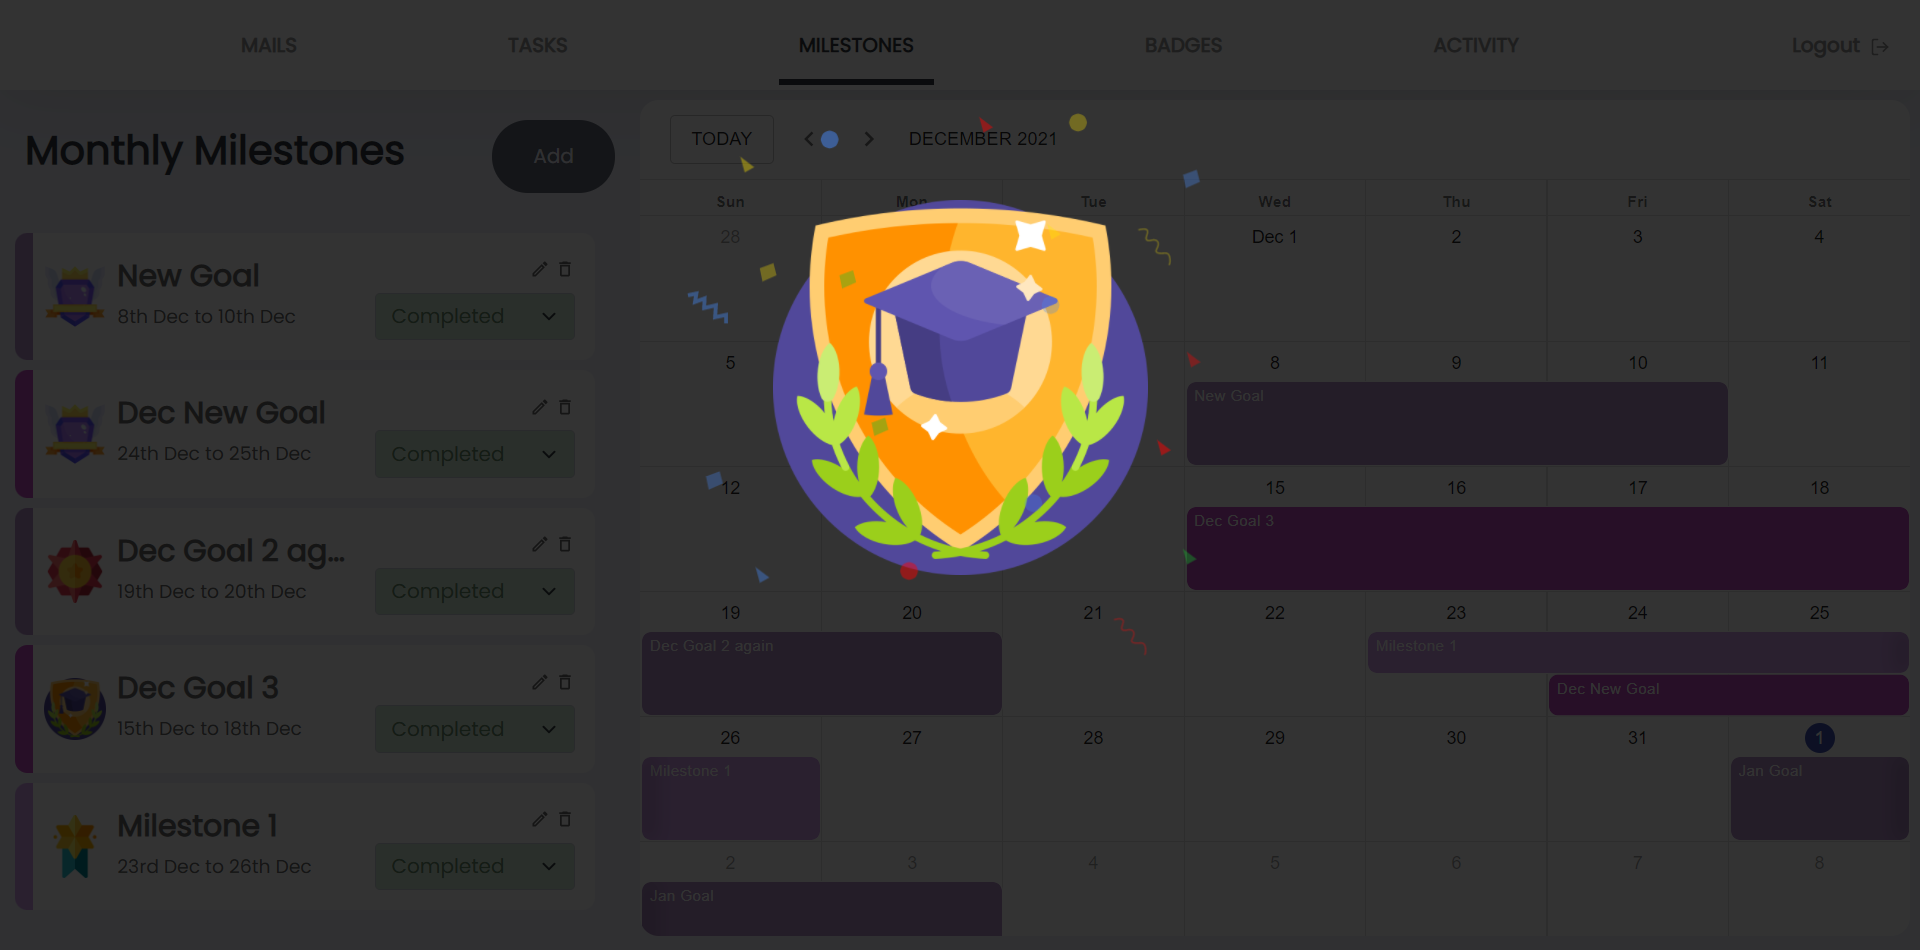 MAILS TASKS MILESTONES BADGES ACTIVITY Logout
Monthly Milestones Add
New Goal
8th Dec to 10th Dec Completed
Dec New Goal
24th Dec to 25th Dec Completed
Dec Goal 2 ag...
19th Dec to 20th Dec Completed
Dec Goal 3
15th Dec to 18th Dec Completed
Milestone 1
23rd Dec to 26th Dec Completed
TODAY DECEMBER 2021
Sun Mon Tue Wed Thu Fri Sat
28 Dec 1 2 3 4
5 8 9 10 11
New Goal
12 15 16 17 18
Dec Goal 3
19 20 21 22 23 24 25
Dec Goal 2 again Milestone 1
Dec New Goal
26 27 28 29 30 31 1
Milestone 1 Jan Goal
2 3 4 5 6 7 8
Jan Goal